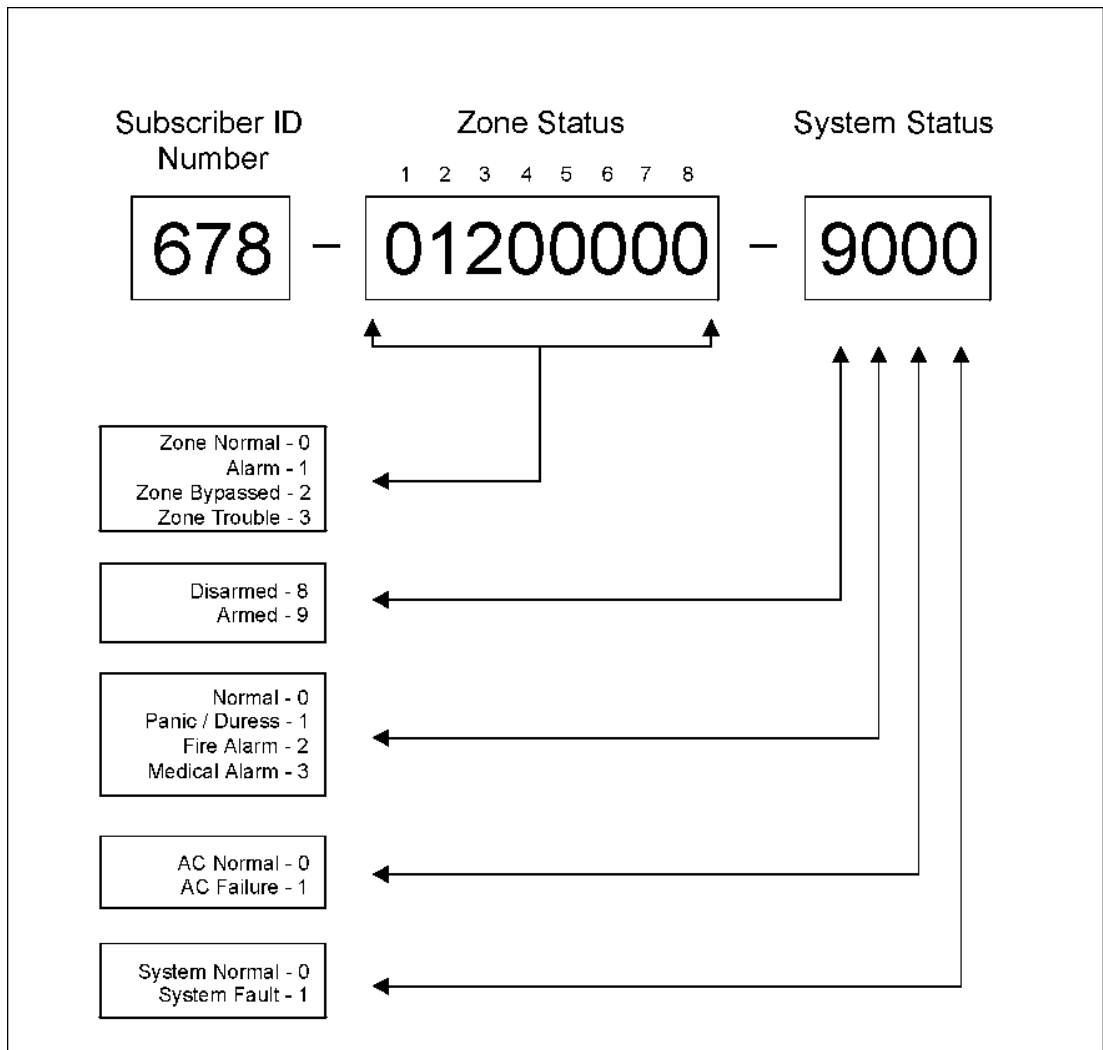 Subscriber ID
Number
Zone Status
System Status
1 2 3 4 5 6 7 8
678 - 01200000 - 9000
Zone Normal - 0
Alarm - 1
Zone Bypassed - 2
Zone Trouble - 3
Disarmed - 8
Armed - 9
Normal - 0
Panic / Duress - 1
Fire Alarm - 2
Medical Alarm - 3
AC Normal - 0
AC Failure - 1
System Normal - 0
System Fault - 1